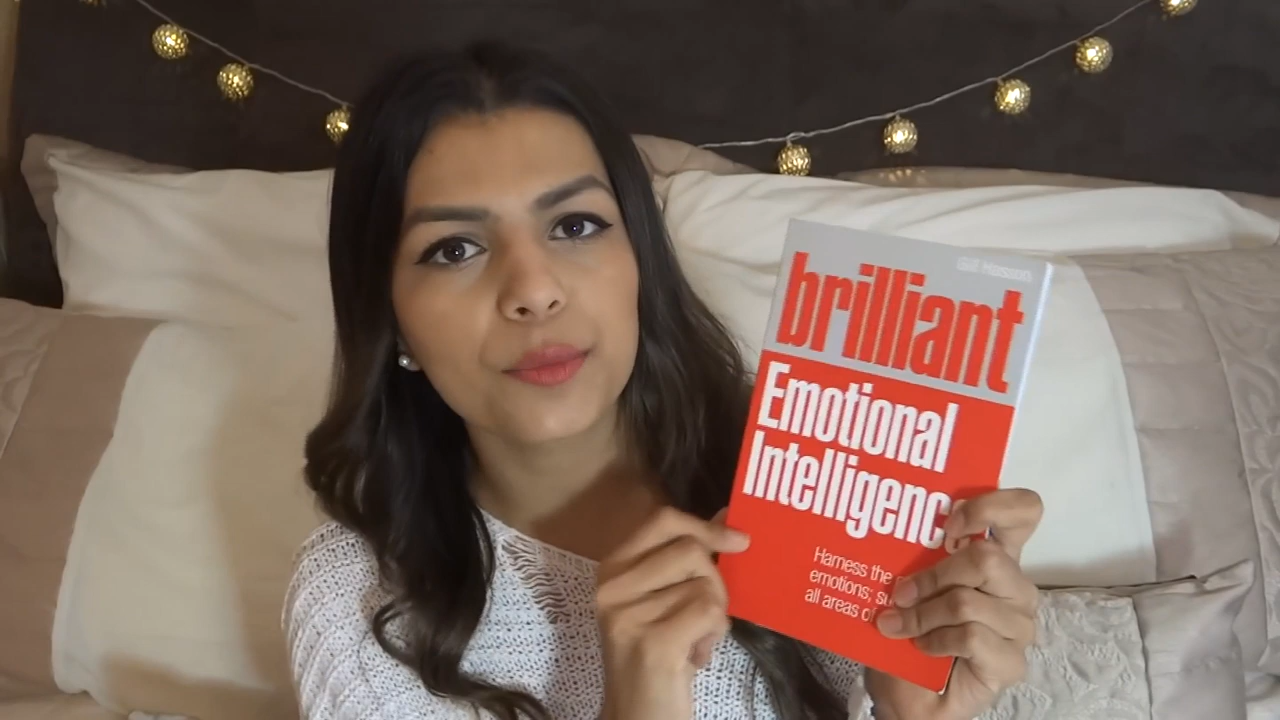 Gill Hasson
brilliant
Emotional
Intelligenc
Harness the
emotions; su
all areas of